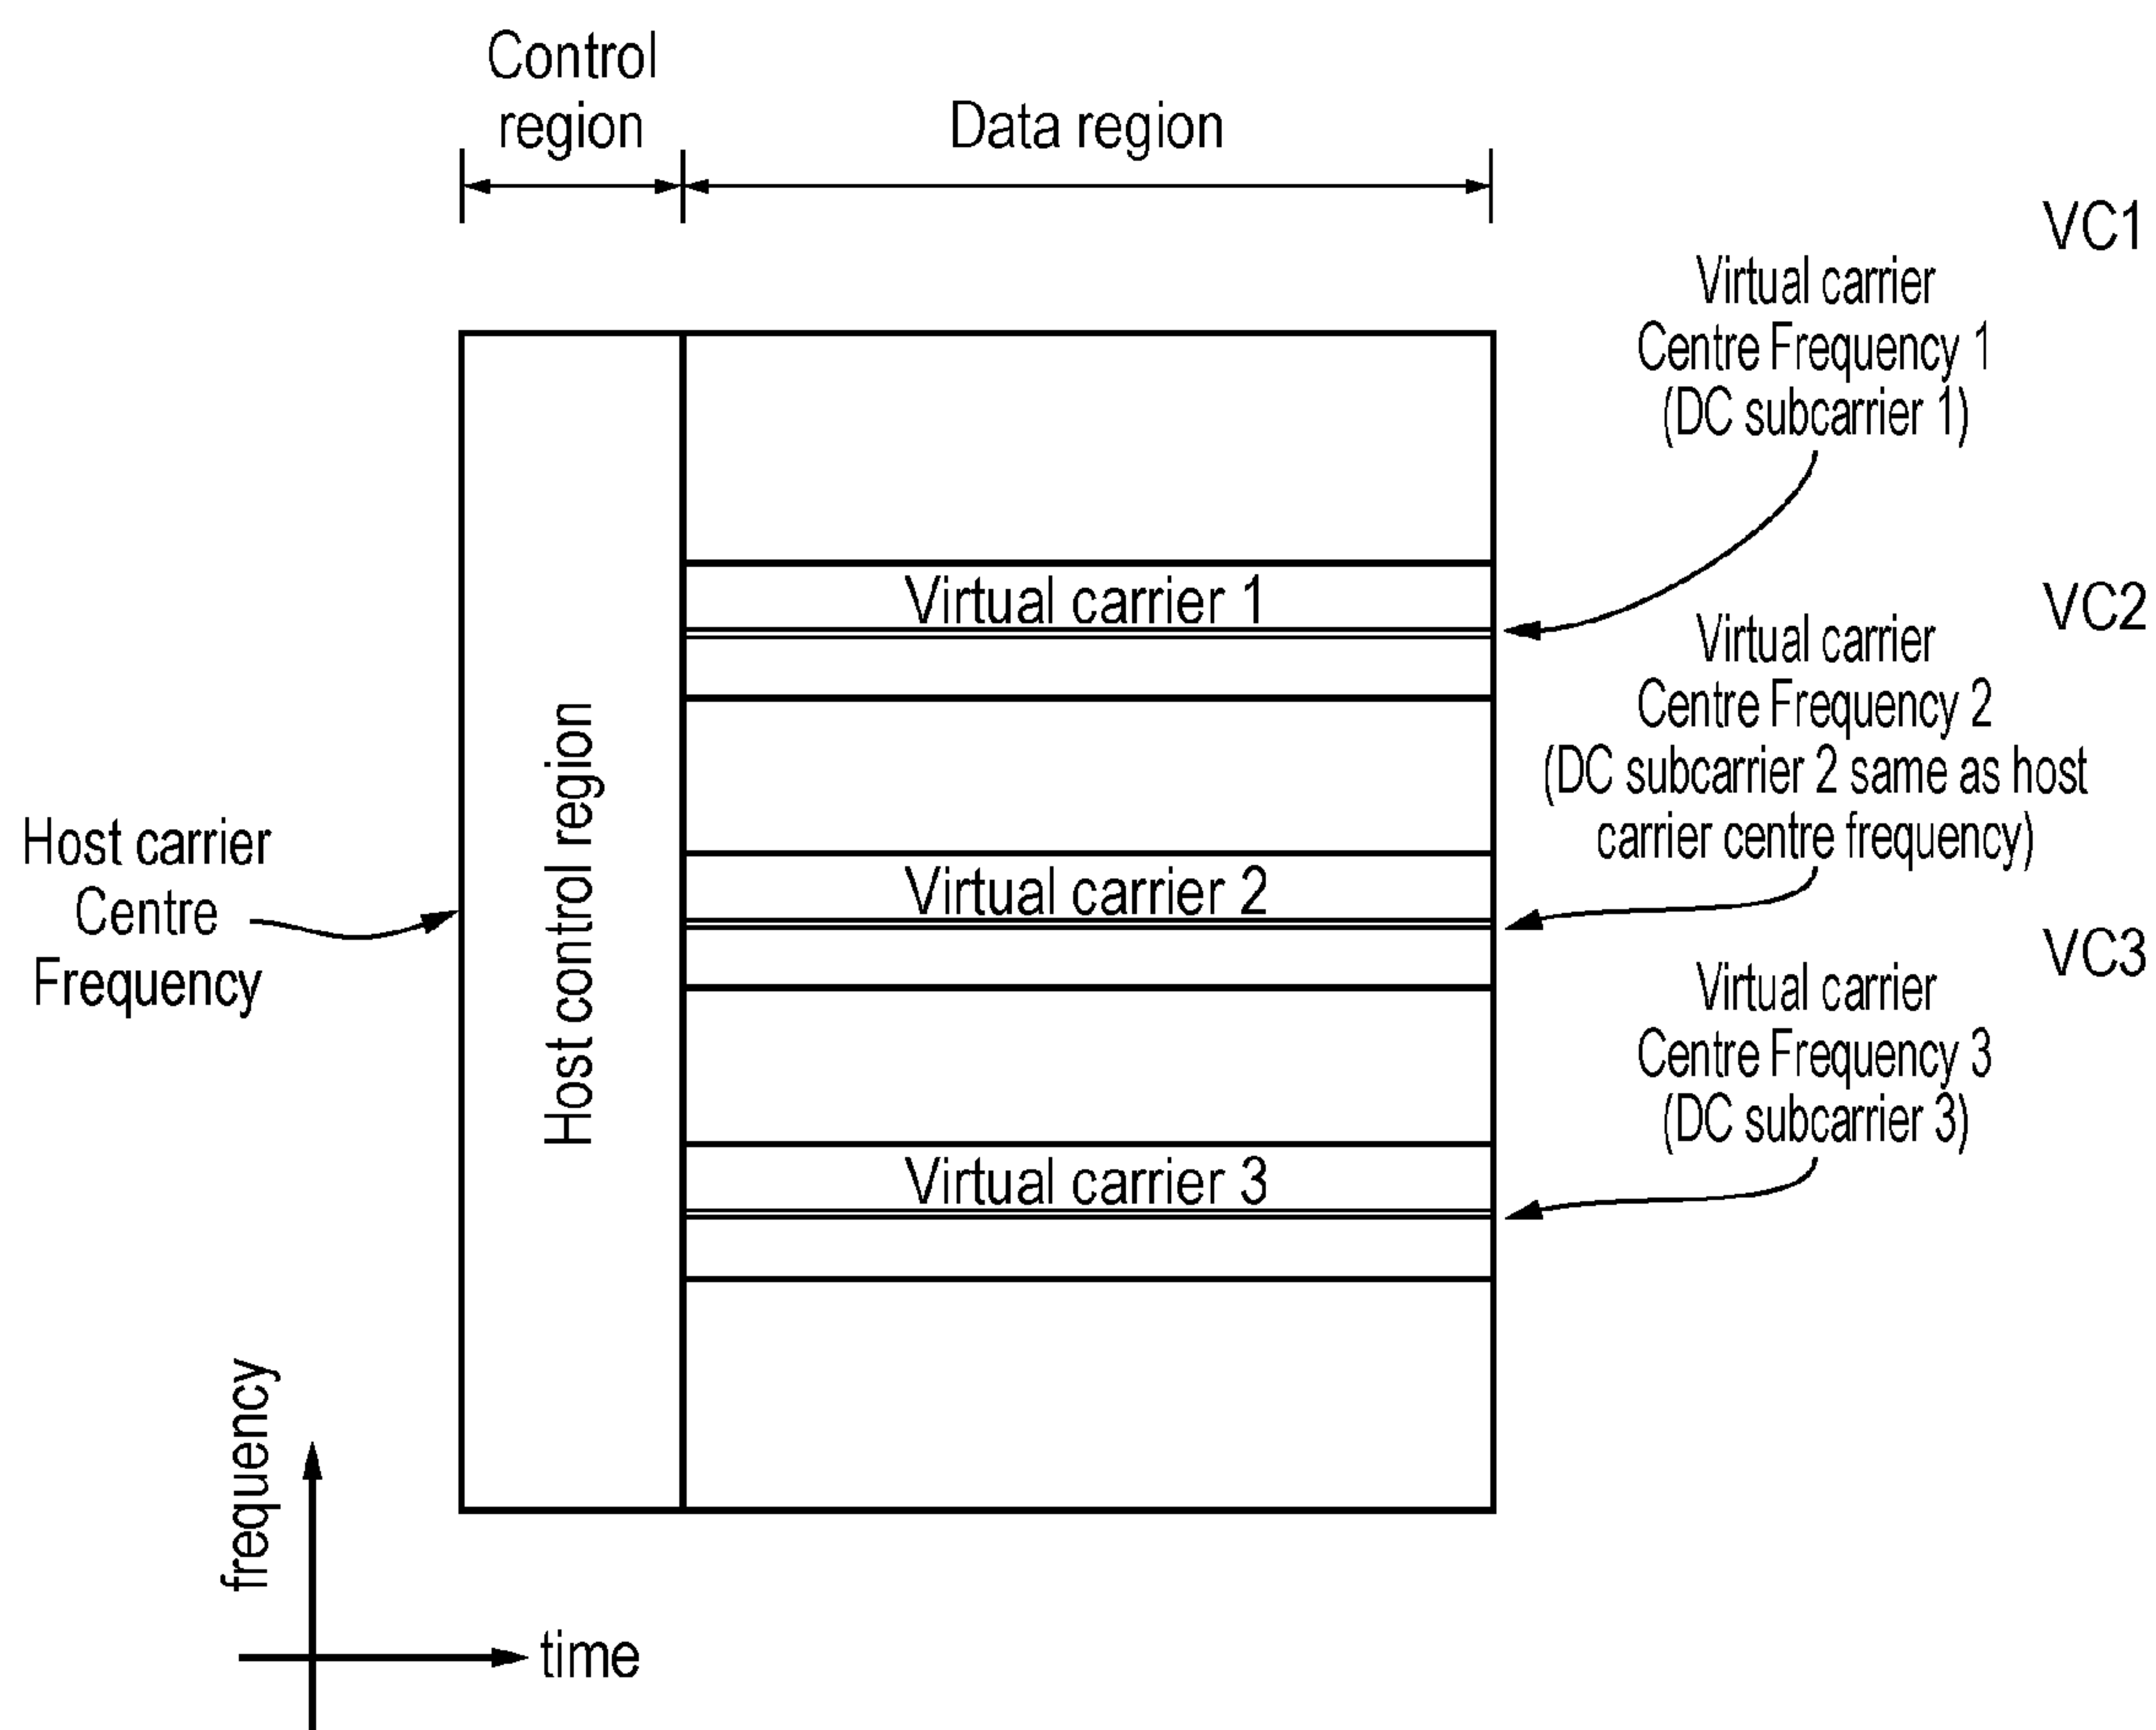 Control
region
Data region
VC1
Virtual carrier
Centre Frequency 1
(DC subcarrier 1)
Virtual carrier 1
VC2
Virtual carrier
Centre Frequency 2
(DC subcarrier 2 same as host
carrier centre frequency)
Host carrier
Centre
Frequency
Host control region
Virtual carrier 2
VC3
Virtual carrier
Centre Frequency 3
(DC subcarrier 3)
Virtual carrier 3
frequency
time